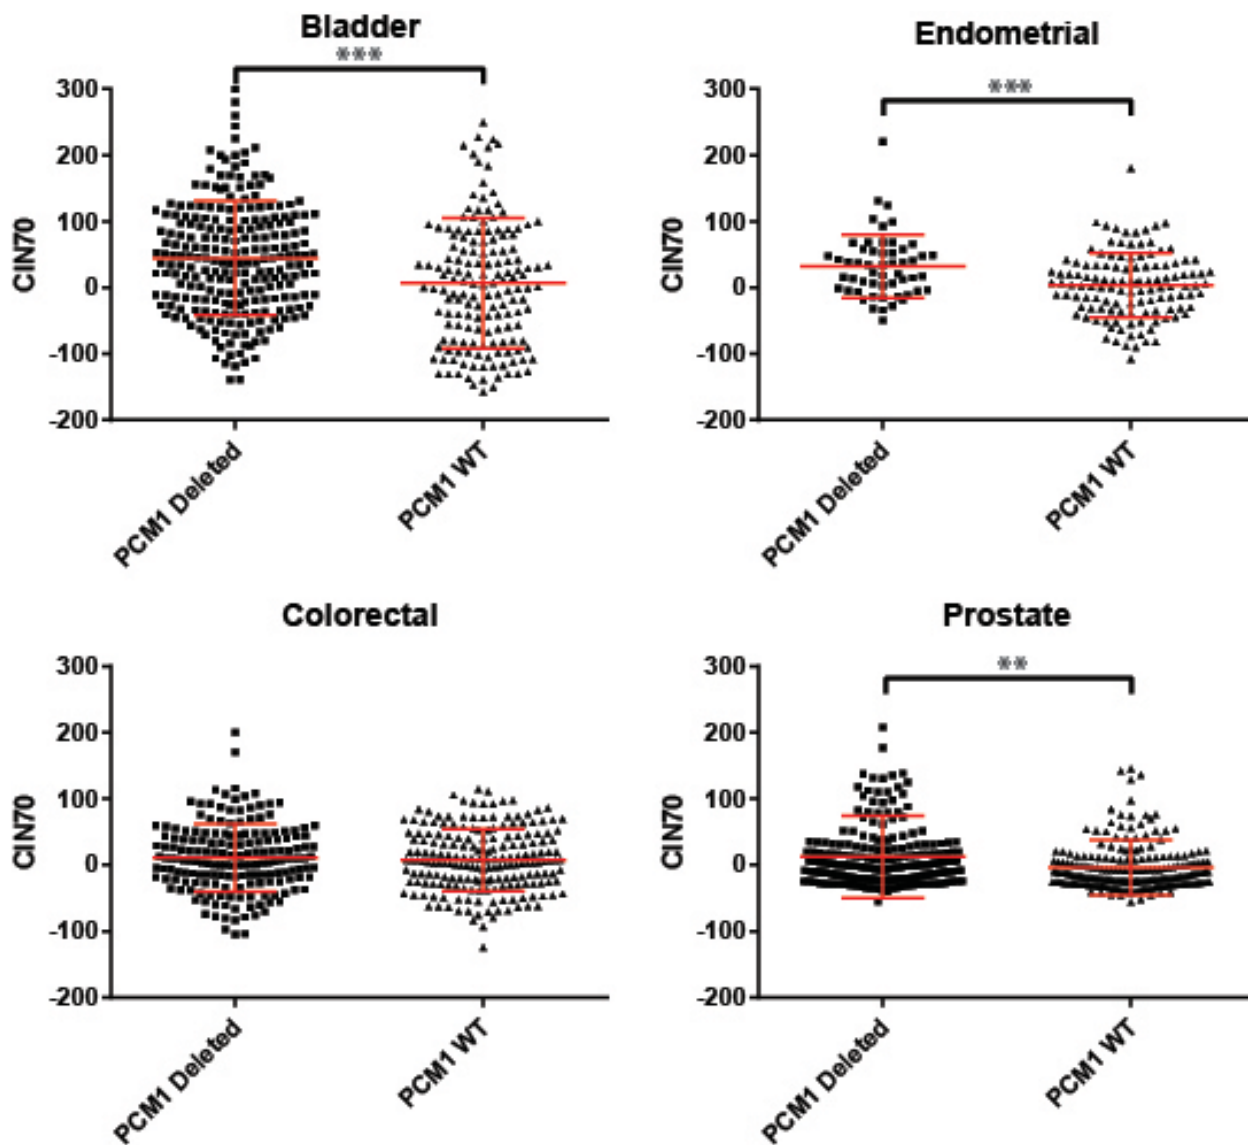 Bladder
***
300
200
100
0
-100
-200
CIN70
PCM1 Deleted
PCM1 WT
Endometrial
***
300
200
100
0
-100
-200
CIN70
PCM1 Deleted
PCM1 WT
Colorectal
300
200
100
0
-100
-200
CIN70
PCM1 Deleted
PCM1 WT
Prostate
**
300
200
100
0
-100
-200
CIN70
PCM1 Deleted
PCM1 WT